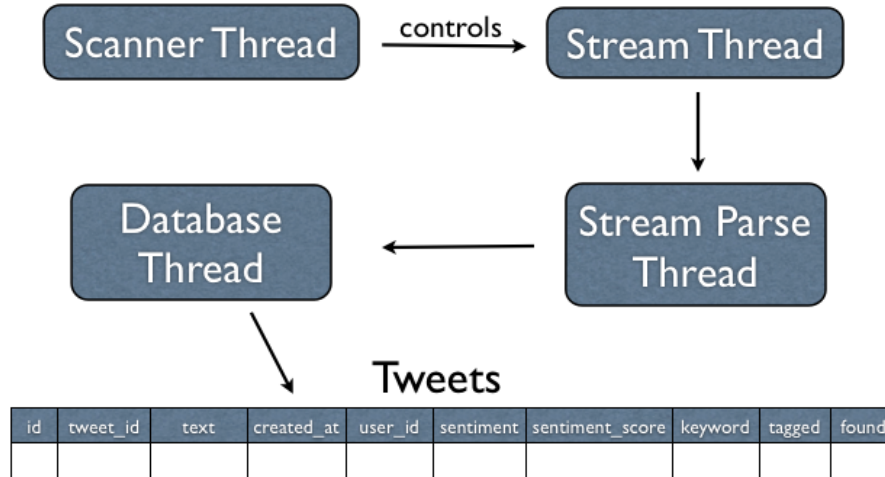 Scanner Thread
controls
Stream Thread
Database
Thread
Stream Parse
Thread
Tweets
id tweet_id text created_at user_id sentiment sentiment_score keyword tagged found